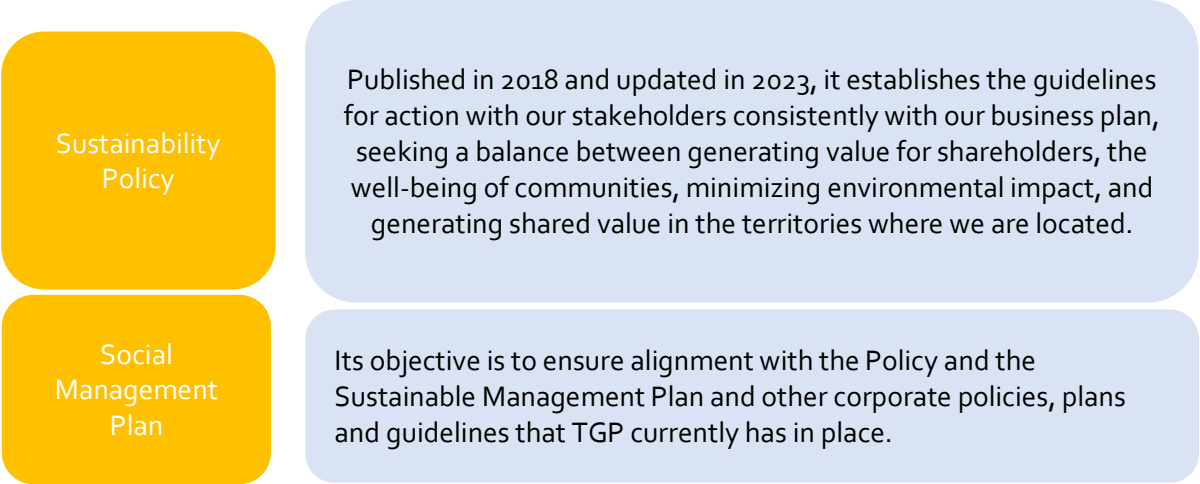 Sustainability
Policy
Published in 2018 and updated in 2023, it establishes the guidelines
for action with our stakeholders consistently with our business plan,
seeking a balance between generating value for shareholders, the
well-being of communities, minimizing environmental impact, and
generating shared value in the territories where we are located.
Social
Management
Plan
Its objective is to ensure alignment with the Policy and the
Sustainable Management Plan and other corporate policies, plans
and guidelines that TGP currently has in place.